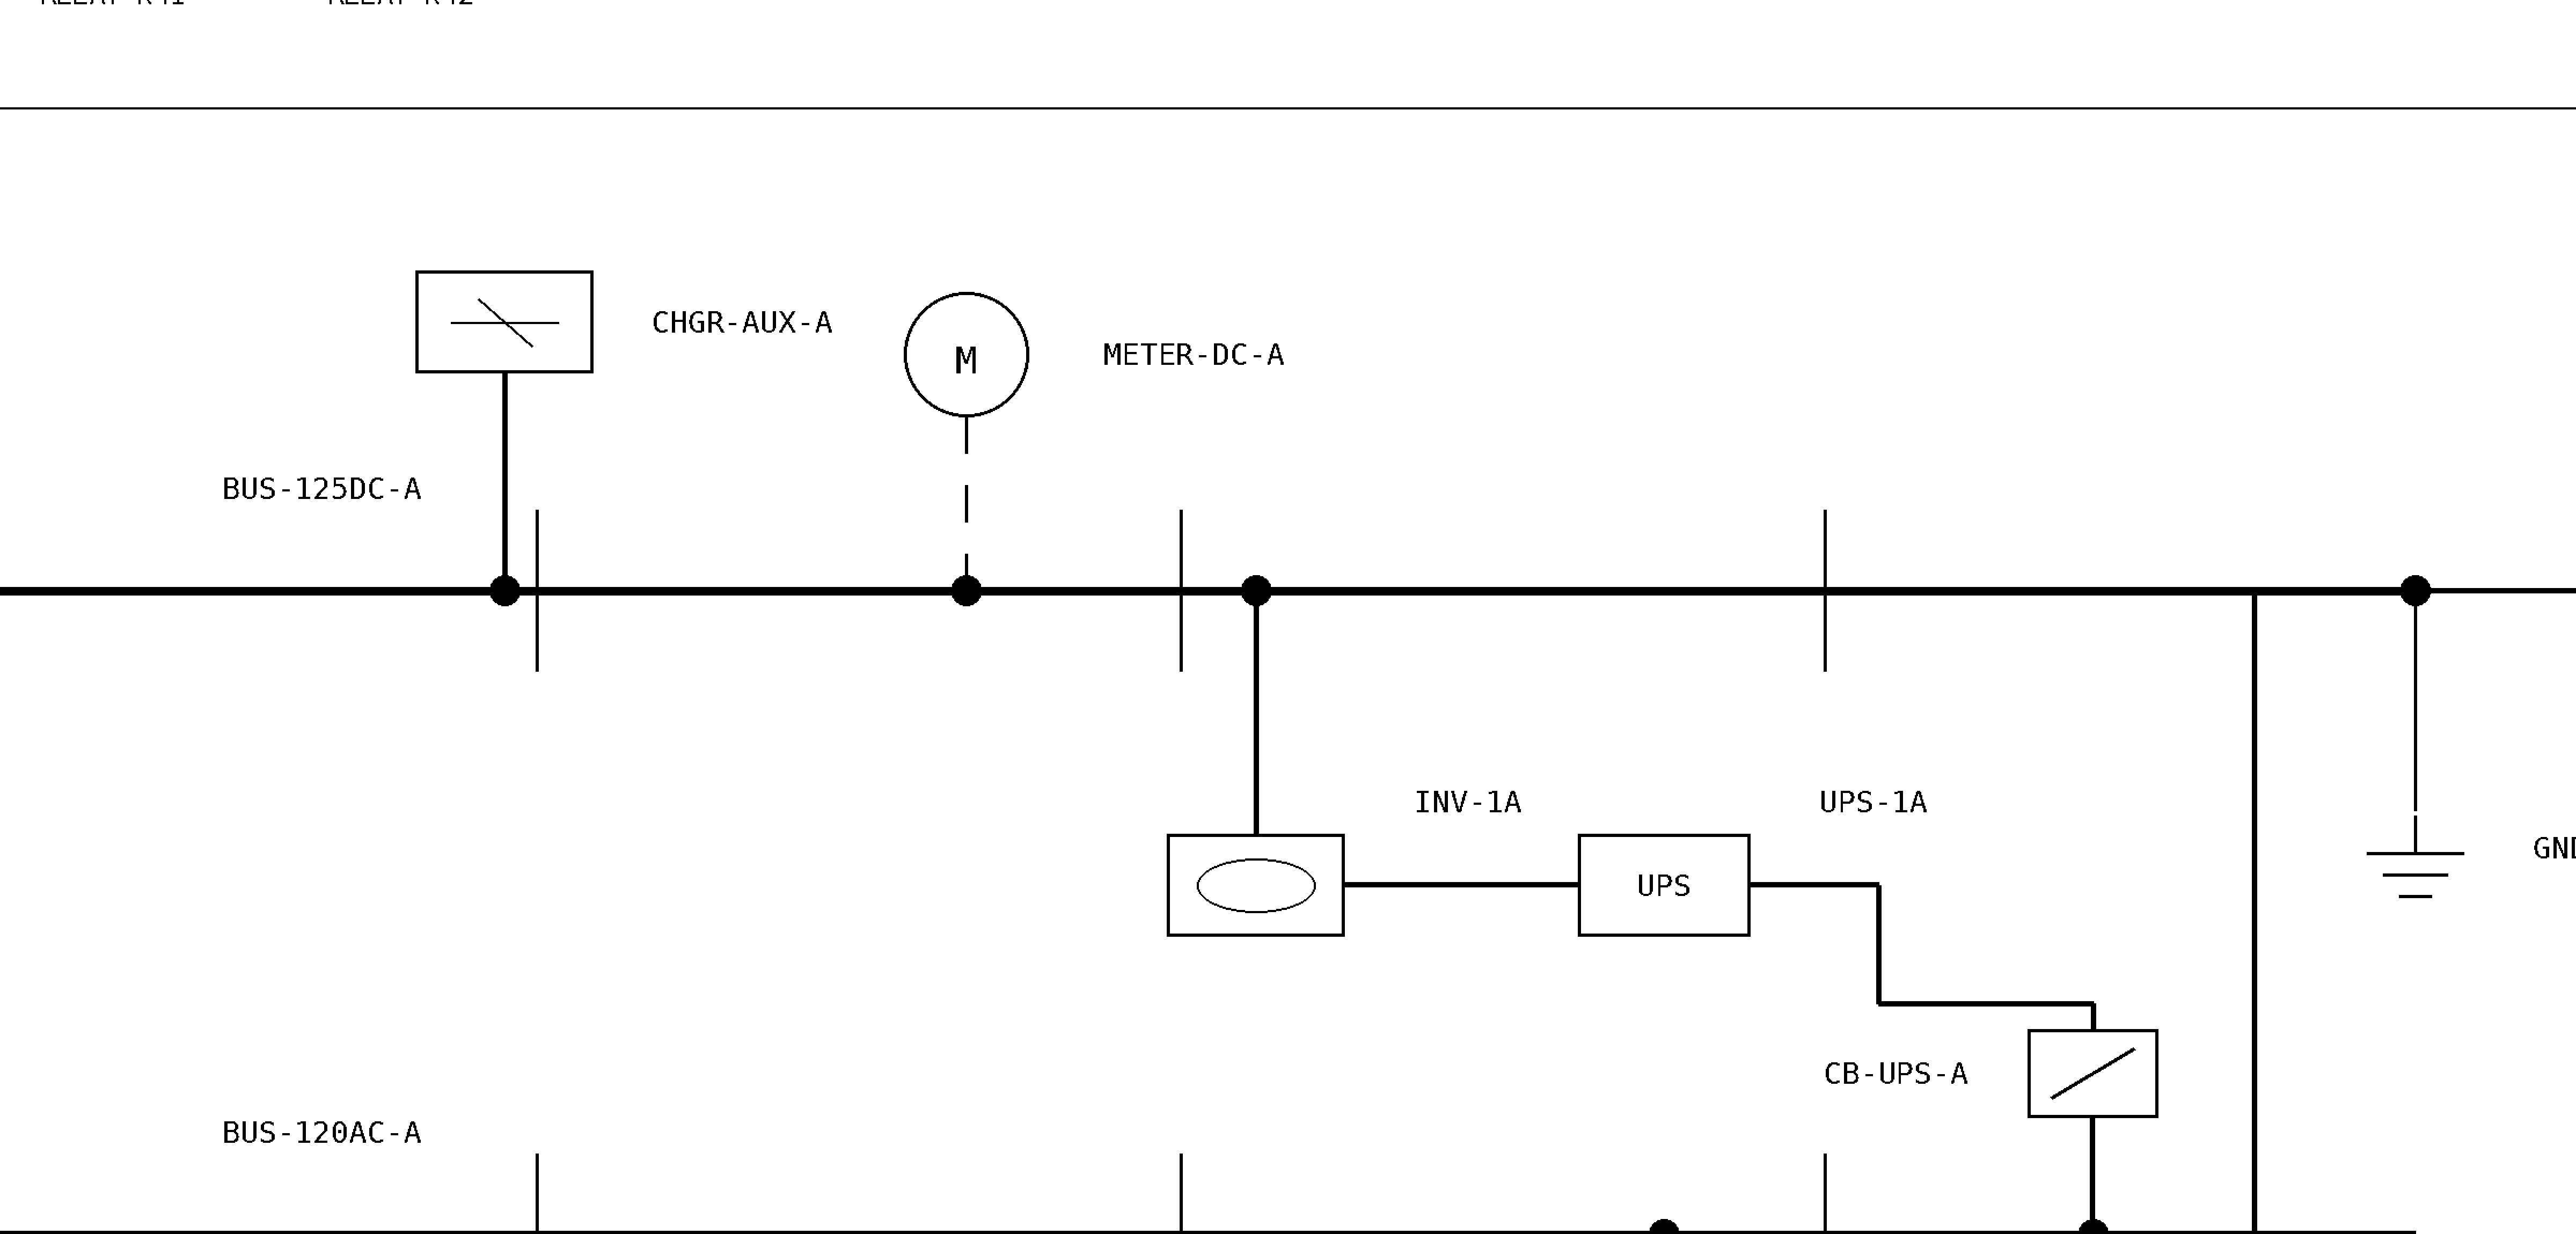 CHGR-AUX-A
M
METER-DC-A
BUS-125DC-A
INV-1A
UPS-1A
UPS
CB-UPS-A
BUS-120AC-A